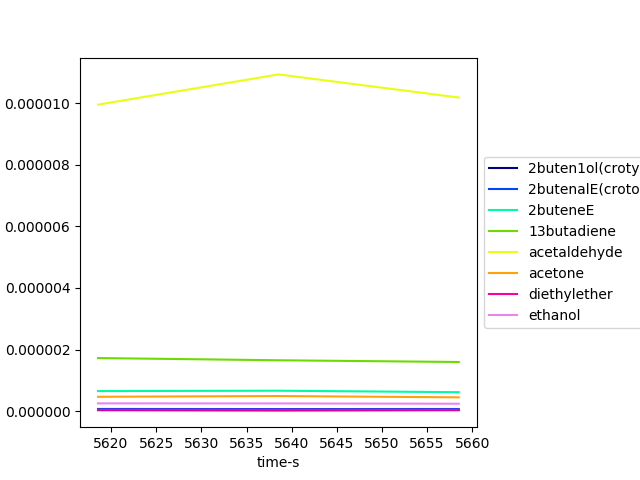 0.000010
0.000008
0.000006
0.000004
0.000002
0.000000
5620 5625 5630 5635 5640 5645 5650 5655 5660
time-s
2buten1ol(croty
2butenalE(croto
2buteneE
13butadiene
acetaldehyde
acetone
diethylether
ethanol